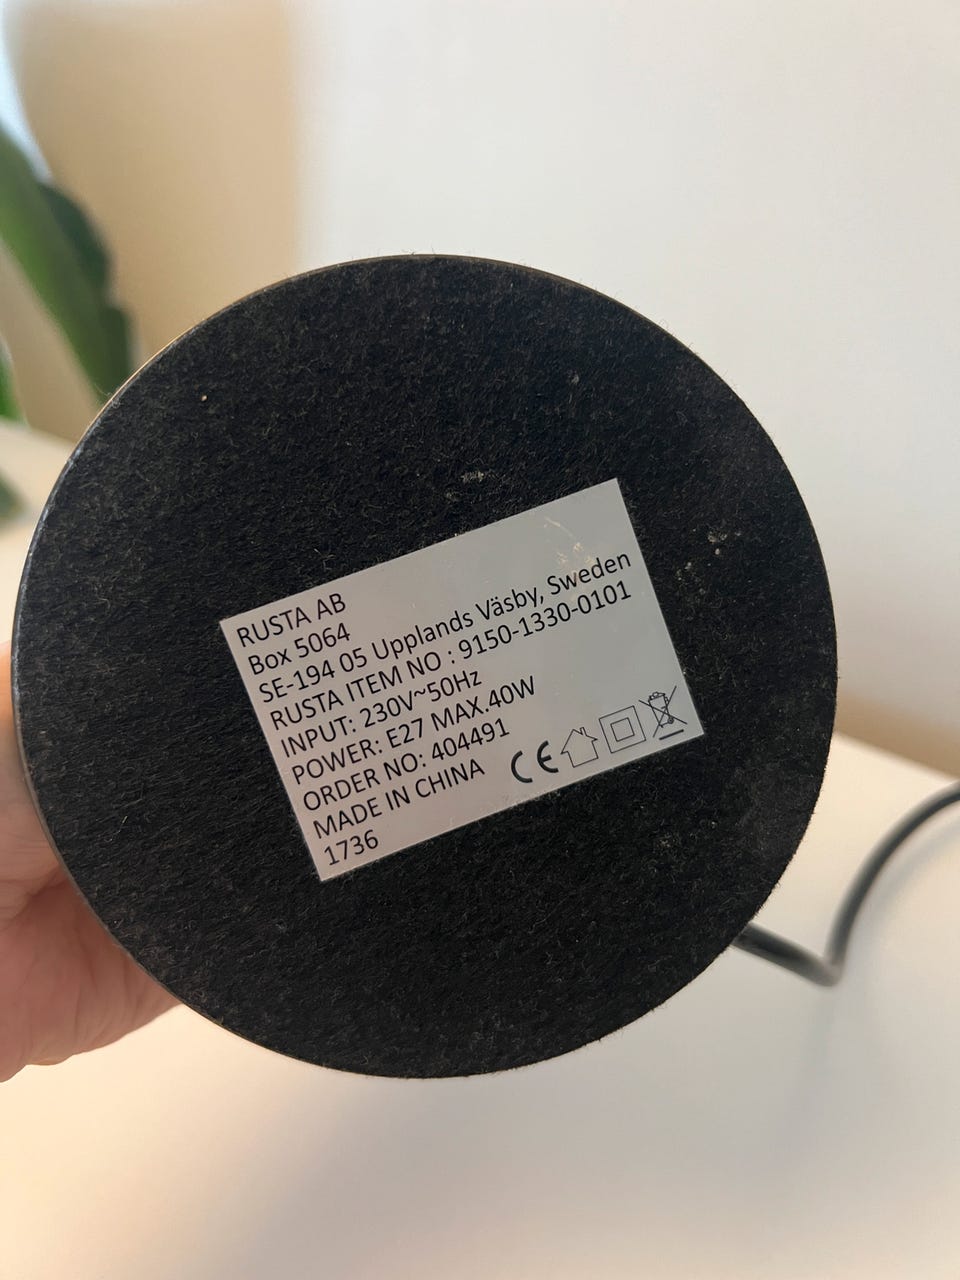 RUSTA AB
Box 5064
SE-194 05 Upplands Väsby, Sweden
RUSTA ITEM NO : 9150-1330-0101
INPUT: 230V~50Hz
POWER: E27 MAX.40W
ORDER NO: 404491
MADE IN CHINA
CE
1736